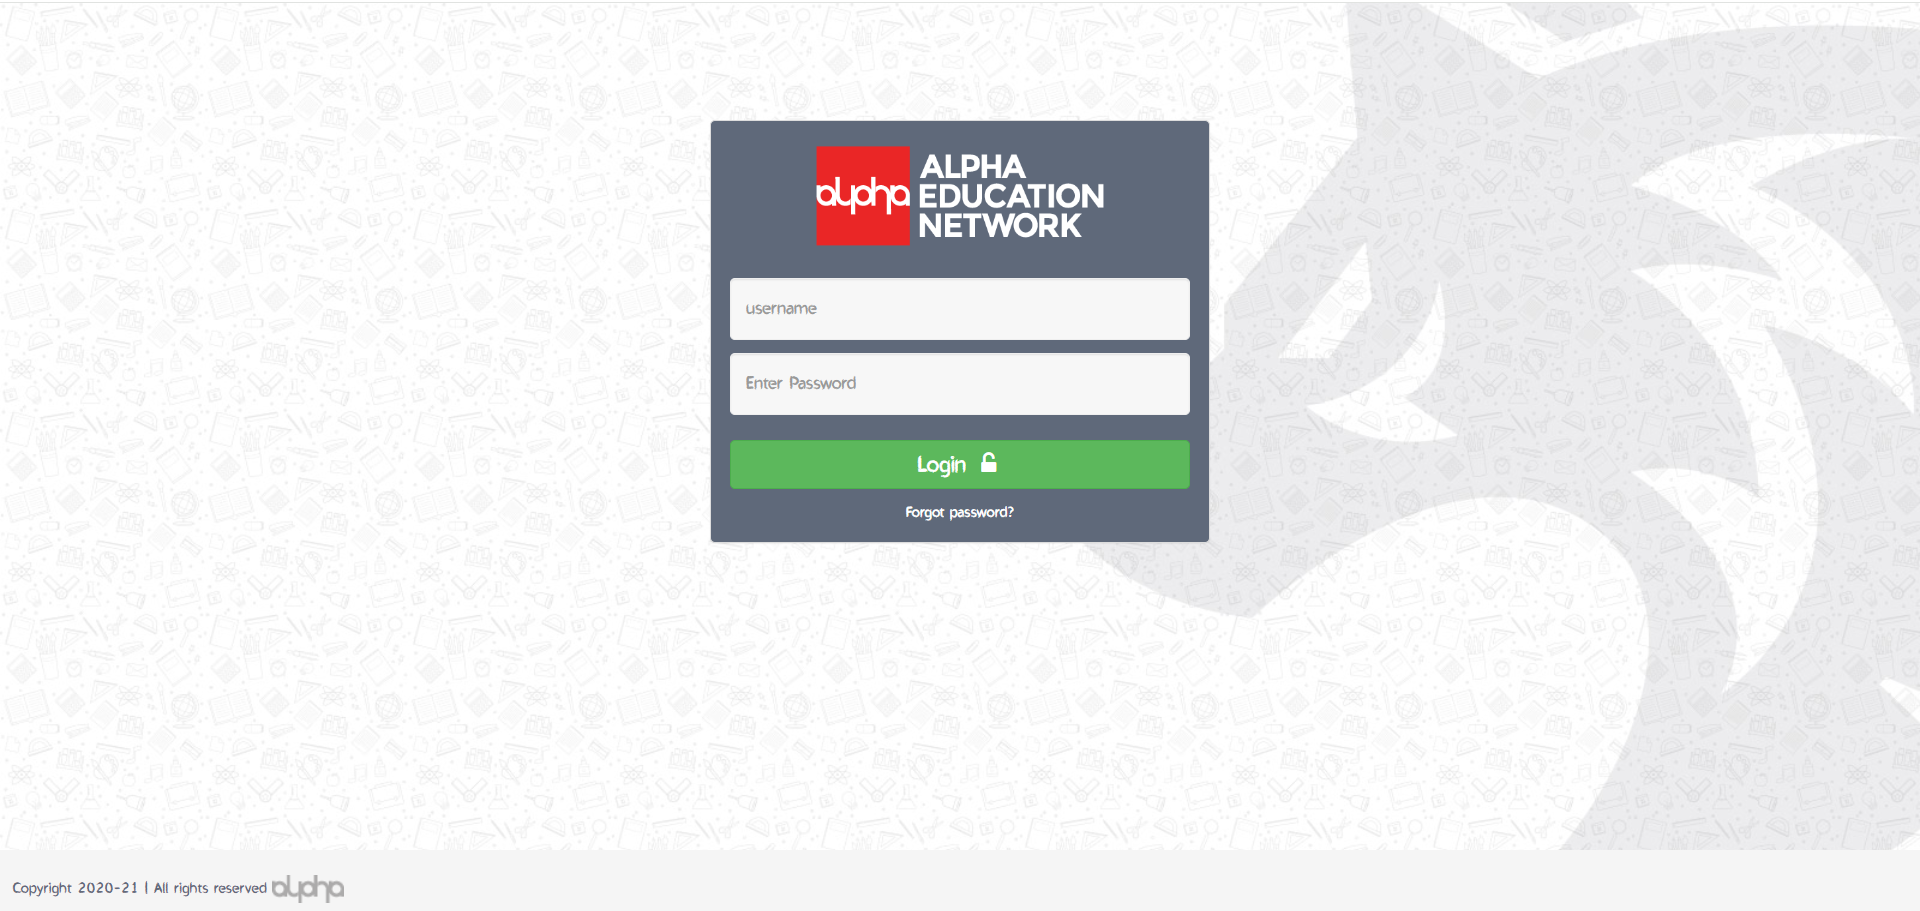 alpha
ALPHA
EDUCATION
NETWORK
username
Enter Password
Login
Forgot password?
Copyright 2020-21 | All rights reserved alpha